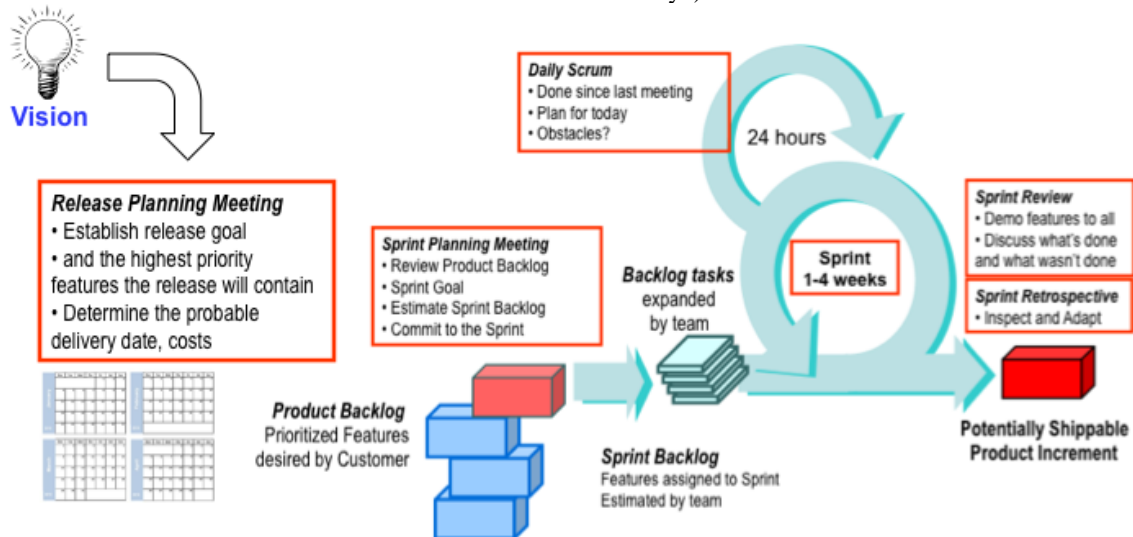 Vision
Release Planning Meeting
• Establish release goal
• and the highest priority
features the release will contain
• Determine the probable
delivery date, costs
Sprint Planning Meeting
• Review Product Backlog
• Sprint Goal
• Estimate Sprint Backlog
• Commit to the Sprint
Daily Scrum
• Done since last meeting
• Plan for today
• Obstacles?
24 hours
Sprint
1-4 weeks
Sprint Review
• Demo features to all
• Discuss what's done
and what wasn't done
Sprint Retrospective
• Inspect and Adapt
Backlog tasks
expanded
by team
Product Backlog
Prioritized Features
desired by Customer
Sprint Backlog
Features assigned to Sprint
Estimated by team
Potentially Shippable
Product Increment